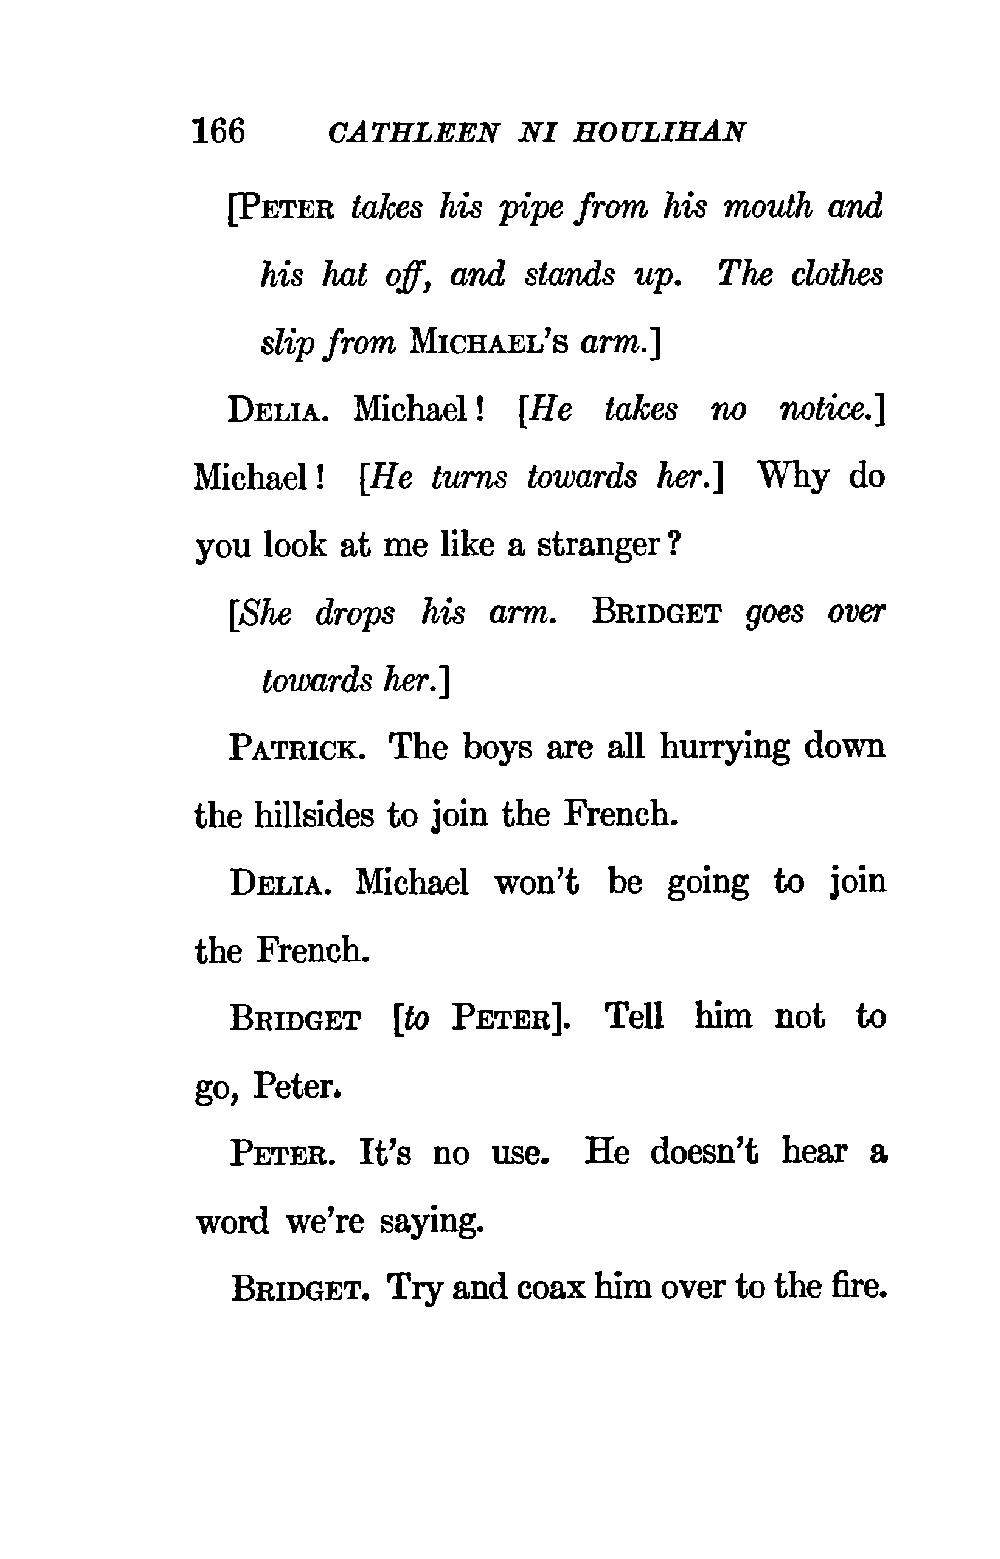 166 CATHLEEN NI HOULIHAN
[PETER takes his pipe from his mouth and
his hat off, and stands up. The clothes
slip from MICHAEL'S arm.]
DELIA. Michael! [He takes no notice.]
Michael! [He turns towards her.] Why do
you look at me like a stranger?
[She drops his arm. BRIDGET goes over
towards her.]
PATRICK. The boys are all hurrying down
the hillsides to join the French.
DELIA. Michael won't be going to join
the French.
BRIDGET [to PETER]. Tell him not to
go, Peter.
PETER. It's no use. He doesn't hear a
word we're saying.
BRIDGET. Try and coax him over to the fire.